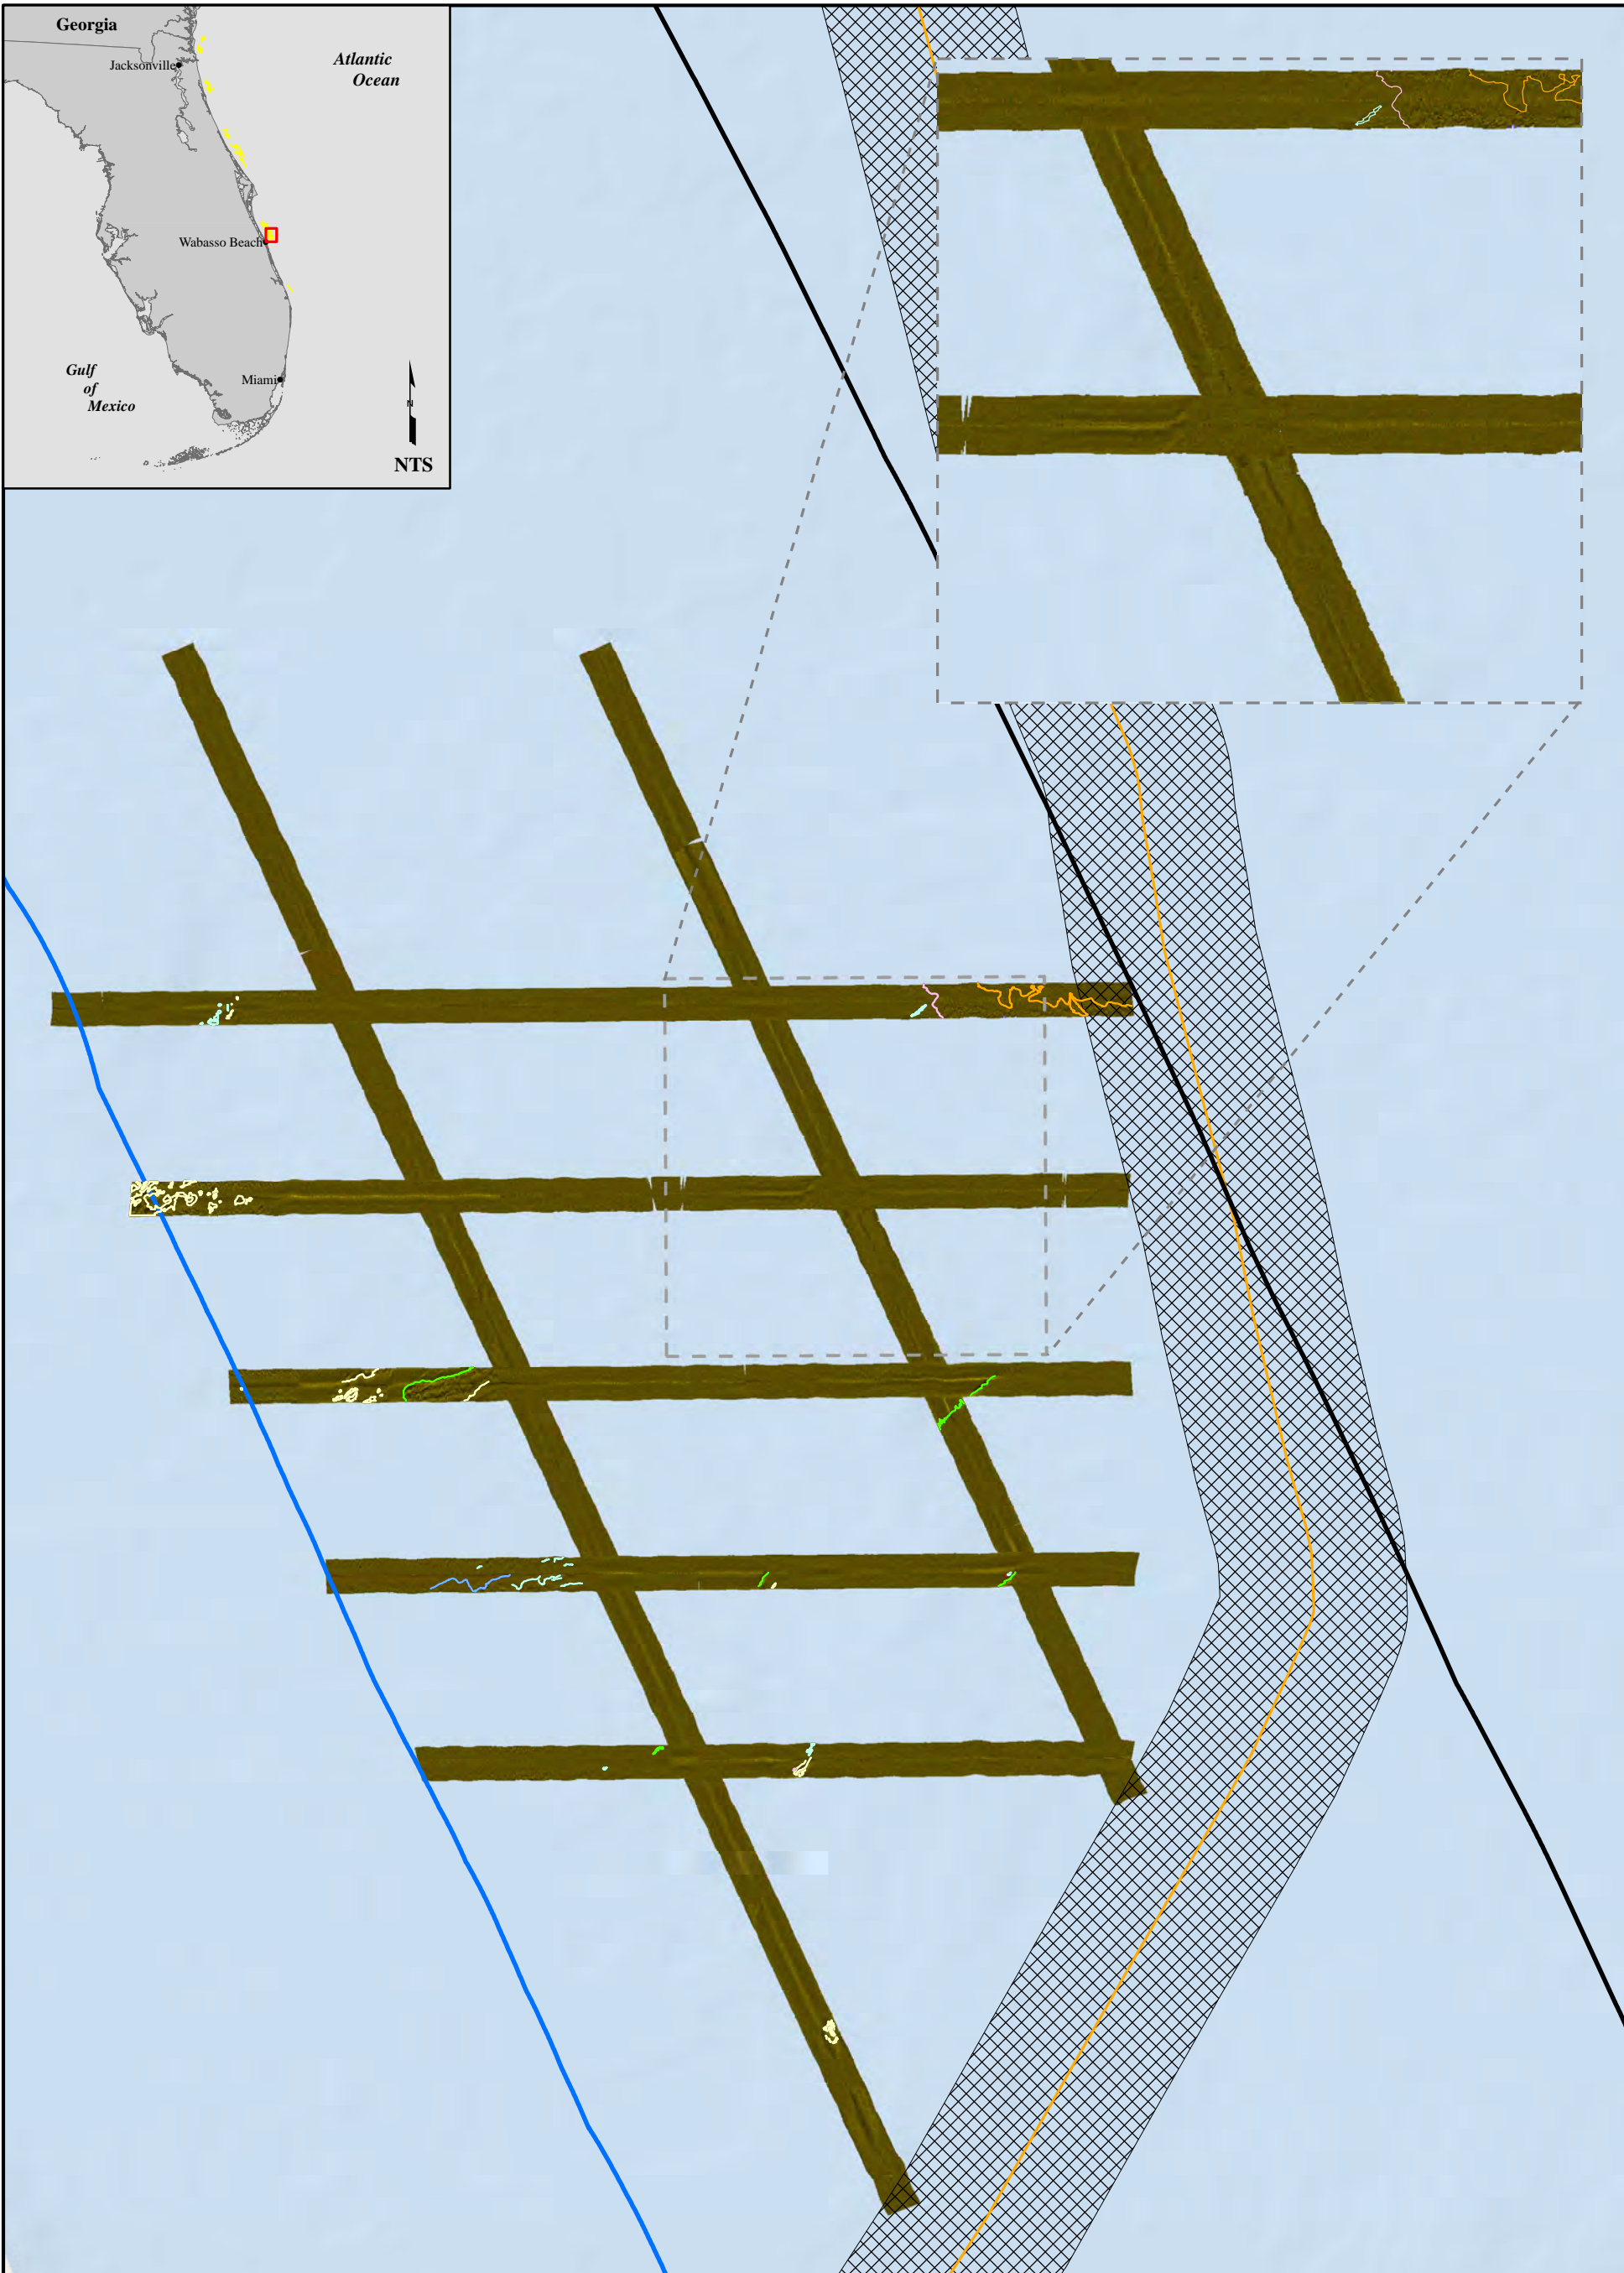 Georgia
Jacksonville
Atlantic
Ocean
Wabasso Beach
Gulf
of
Mexico
Miami
N
NTS